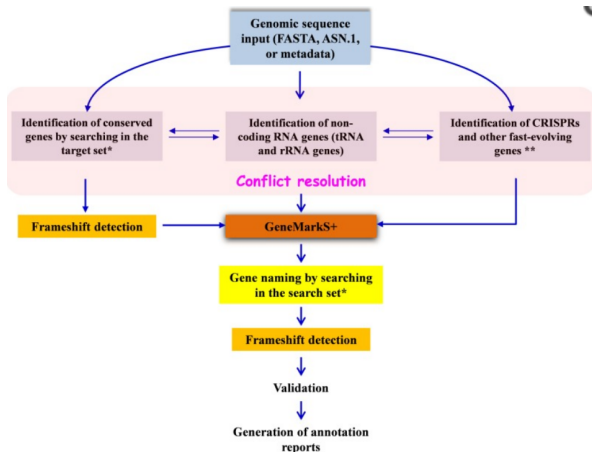 Genomic sequence
input (FASTA, ASN.1,
or metadata)
Identification of conserved
genes by searching in the
target set*
Identification of non-
coding RNA genes (tRNA
and rRNA genes)
Identification of CRISPRs
and other fast-evolving
genes **
Conflict resolution
Frameshift detection
GeneMarkS+
Gene naming by searching
in the search set*
Frameshift detection
Validation
Generation of annotation
reports